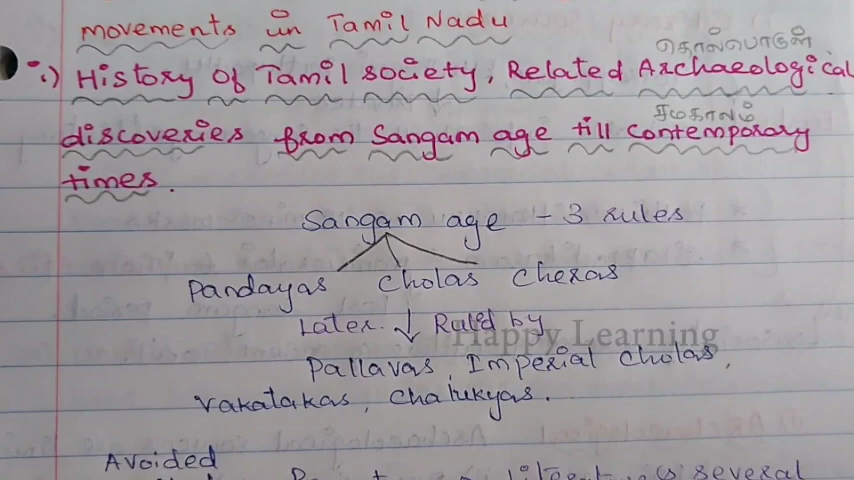 movements in Tamil Nadu
தொல்பொருள்
i) History of Tamil society, Related Archaeological
சமகாலம்
discoveries from Sangam age till contemporary
times.
Sangam age - 3 rules
Pandayas Cholas Cheras
Later ↓ Ruled by
Happy Learning
Pallavas, Imperial Cholas,
Vakatakas, Chalukyas.
Avoided
several